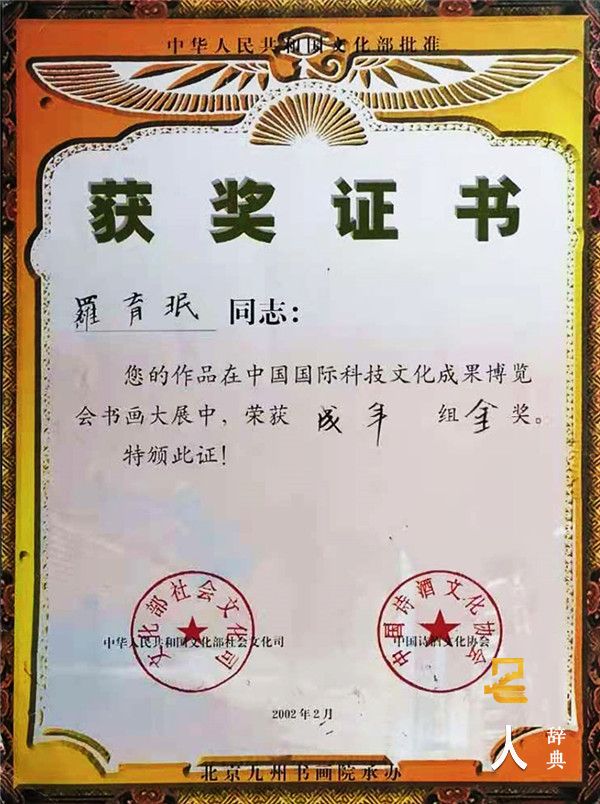 中华人民共和国文化部批准
获奖证书
羅育珉 同志：
您的作品在中国国际科技文化成果博览
会书画大展中，荣获 成年 组金奖。
特颁此证！
文化部社会文化司
中华人民共和国文化部社会文化司
中国诗酒文化协会
中国诗酒文化协会
2002年2月
北京九州书画院承办
人
辞典